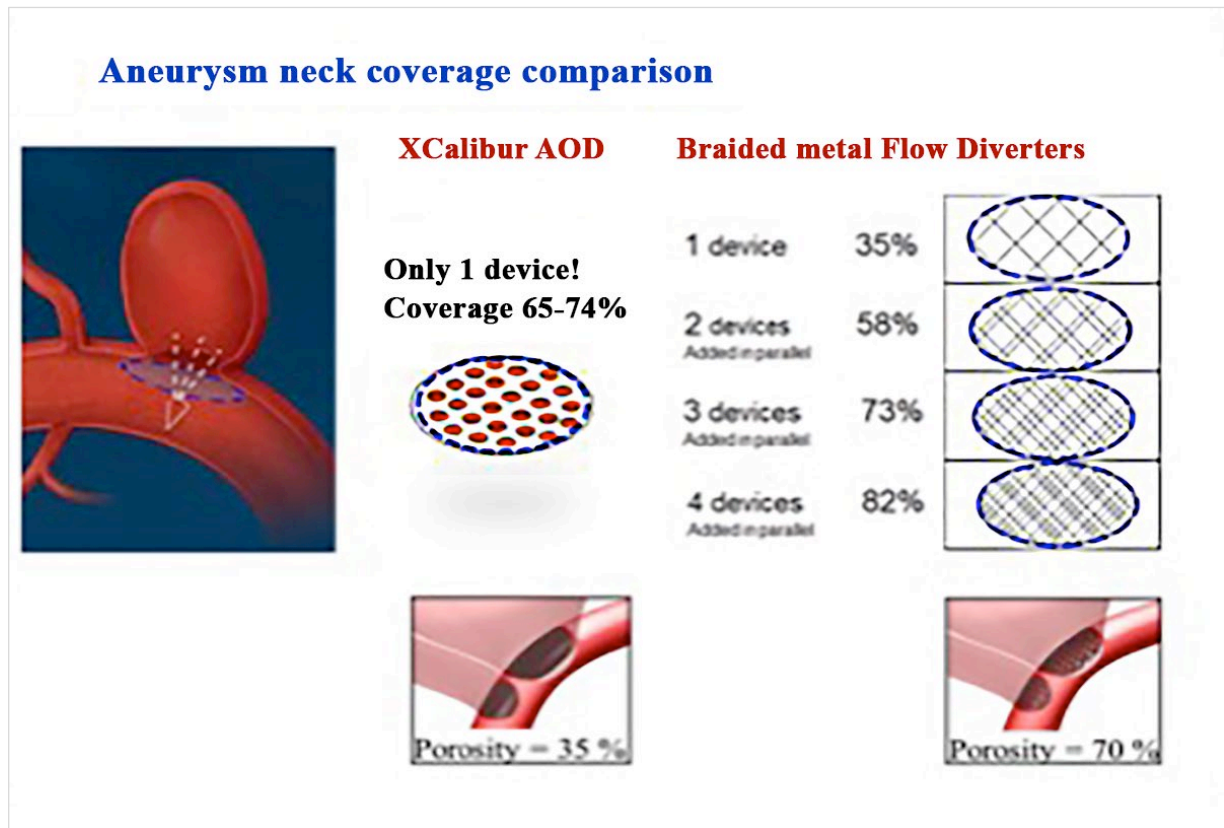 Aneurysm neck coverage comparison
XCalibur AOD
Braided metal Flow Diverters
Only 1 device!
Coverage 65-74%
1 device 35%
2 devices 58%
Added in parallel
3 devices 73%
Added in parallel
4 devices 82%
Added in parallel
Porosity = 35 %
Porosity = 70 %